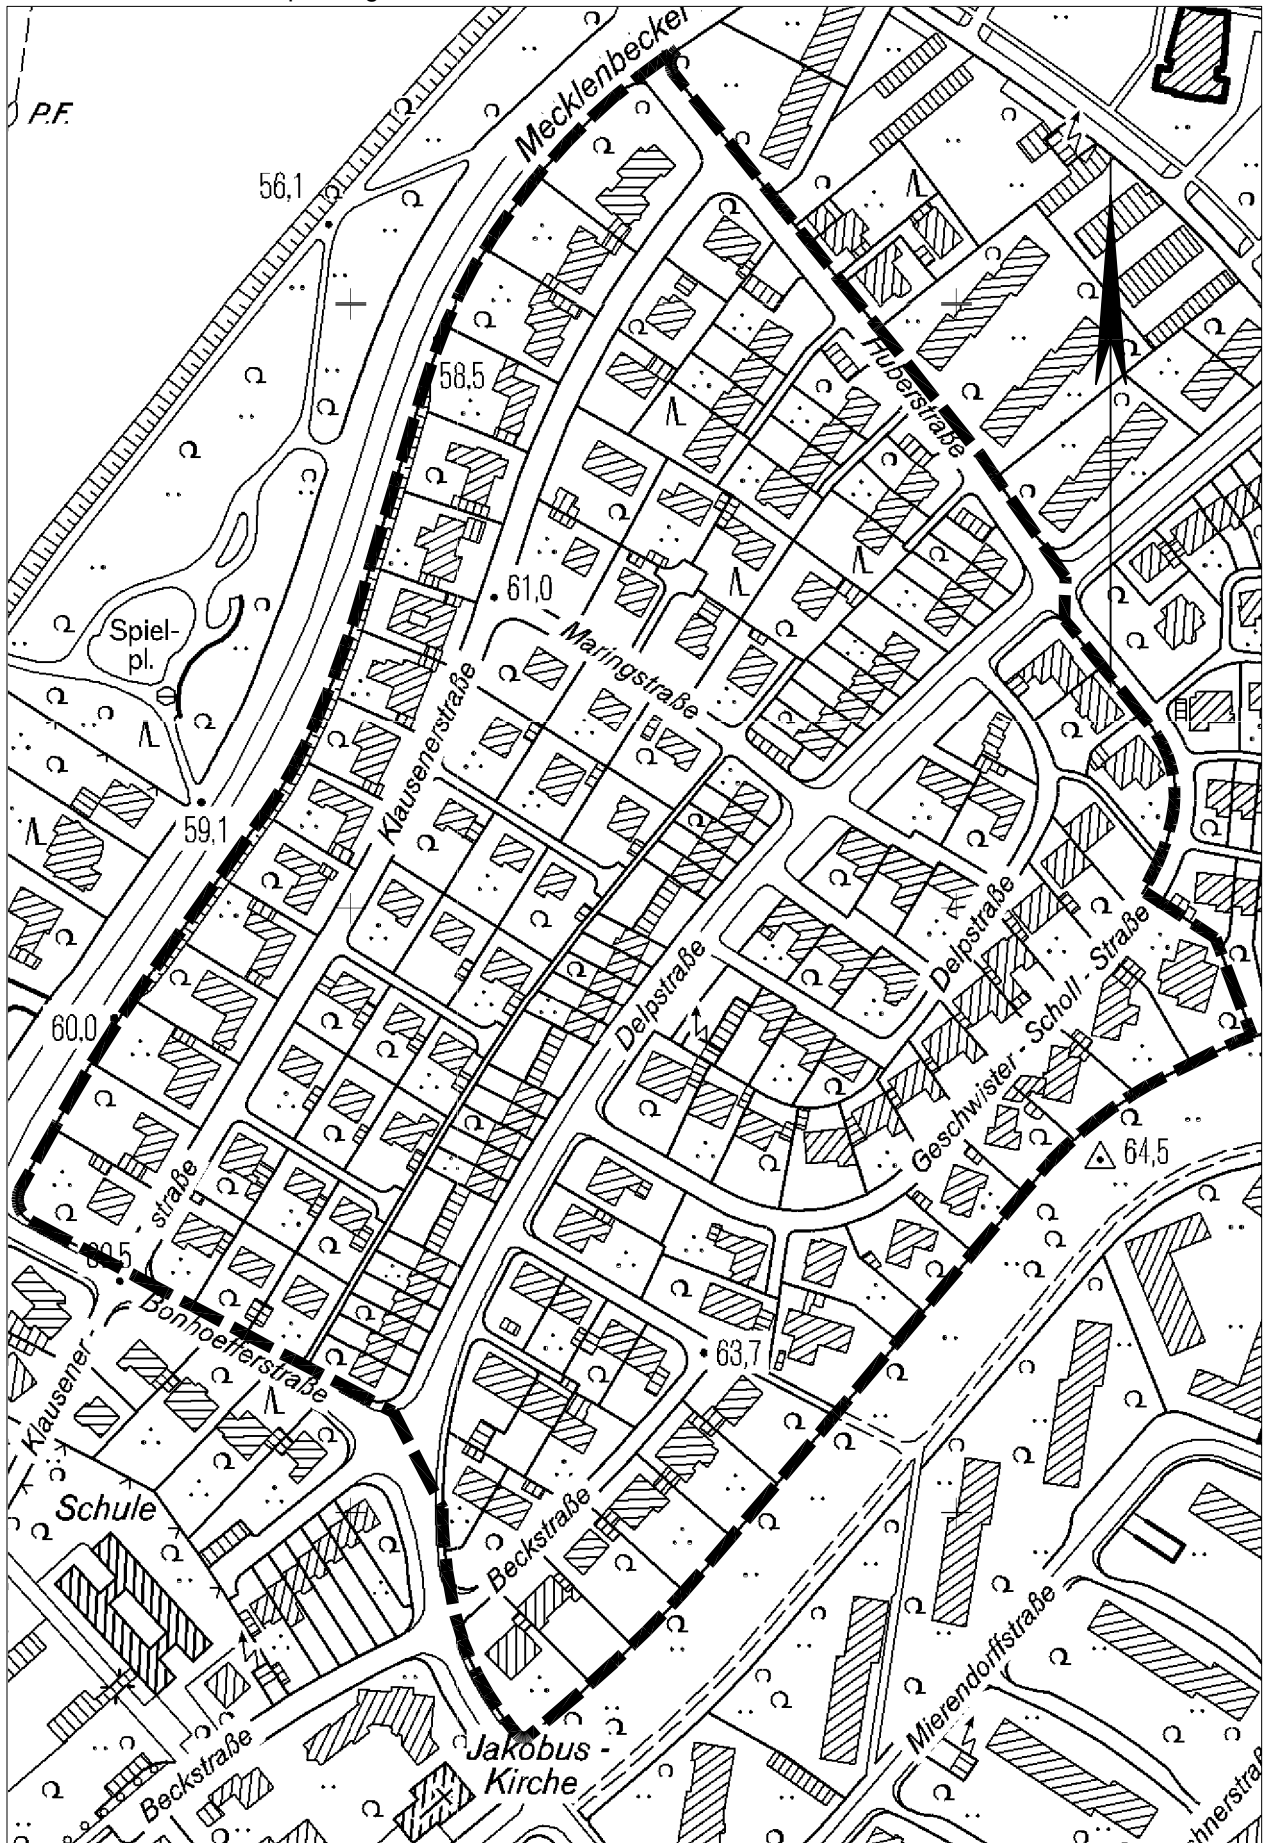 Mecklenbecker
P.F.
56,1
Huberstraße
58,5
61,0
Maringstraße
Spiel-
pl.
Klausenerstraße
59,1
Delpstraße
Delpstraße
Geschwister - Scholl - Straße
60,0
64,5
straße
Bonhoefferstraße
63,7
Klausener -
Schule
Beckstraße
Mierendorffstraße
Jakobus -
Kirche
Beckstraße